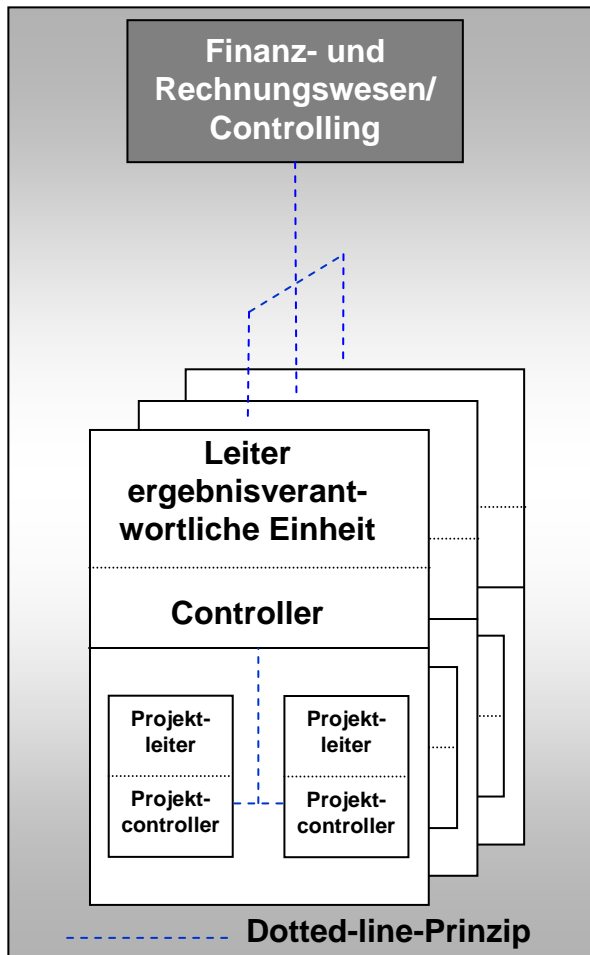 Finanz- und
Rechnungswesen/
Controlling
Leiter
ergebnisverant-
wortliche Einheit
Controller
Projekt-
leiter
Projekt-
controller
Projekt-
leiter
Projekt-
controller
Dotted-line-Prinzip